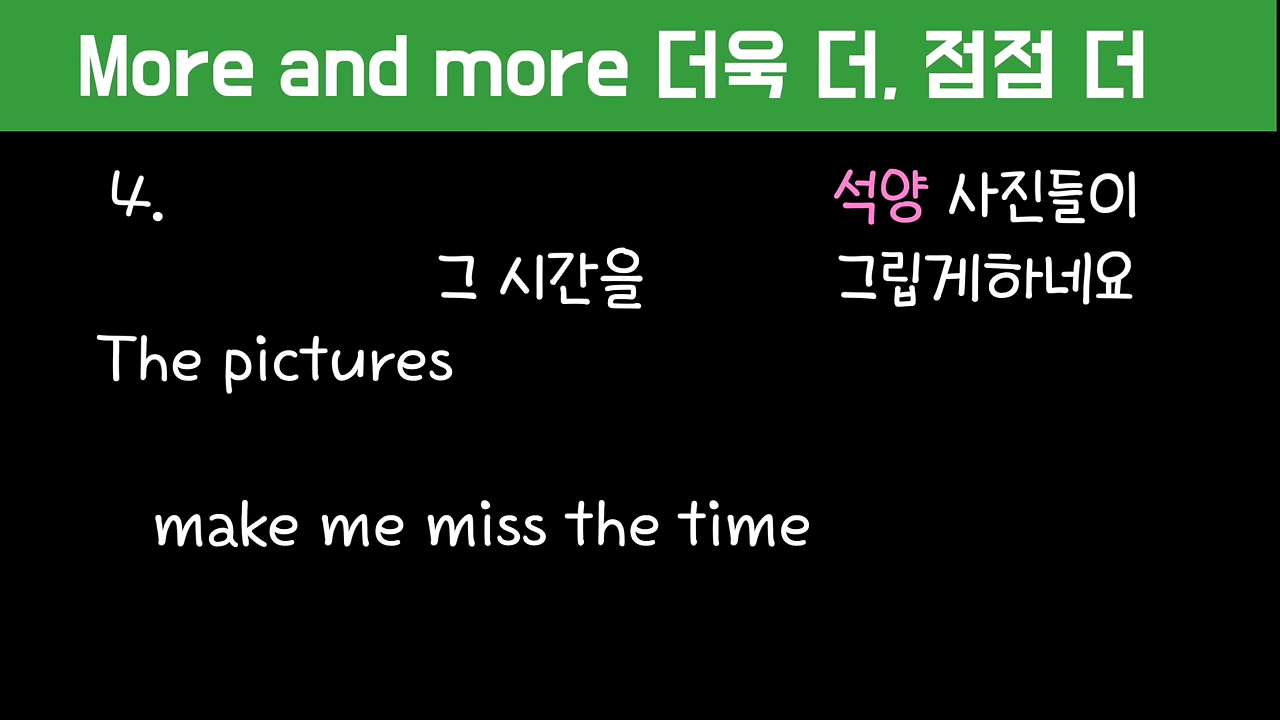 More and more 더욱 더, 점점 더
4. 석양 사진들이
그 시간을 그립게하네요
The pictures
make me miss the time